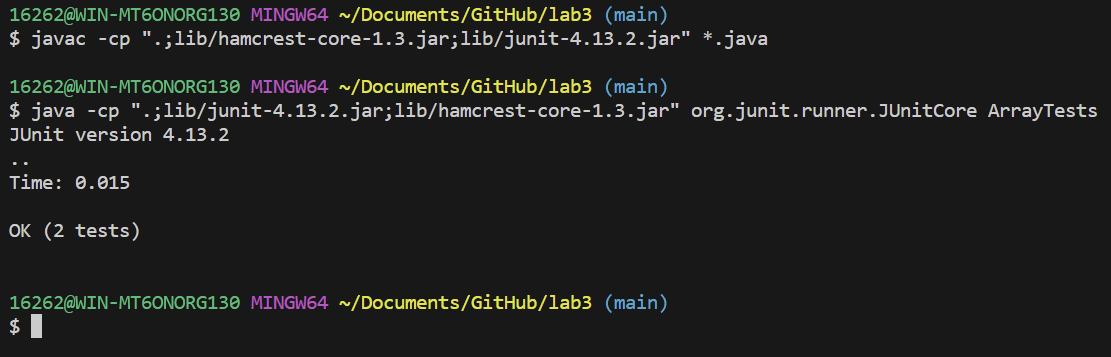 16262@WIN-MT6ONORG130 MINGW64 ~/Documents/GitHub/lab3 (main)
$ javac -cp ".;lib/hamcrest-core-1.3.jar;lib/junit-4.13.2.jar" *.java
16262@WIN-MT6ONORG130 MINGW64 ~/Documents/GitHub/lab3 (main)
$ java -cp ".;lib/junit-4.13.2.jar;lib/hamcrest-core-1.3.jar" org.junit.runner.JUnitCore ArrayTests
JUnit version 4.13.2
..
Time: 0.015
OK (2 tests)
16262@WIN-MT6ONORG130 MINGW64 ~/Documents/GitHub/lab3 (main)
$